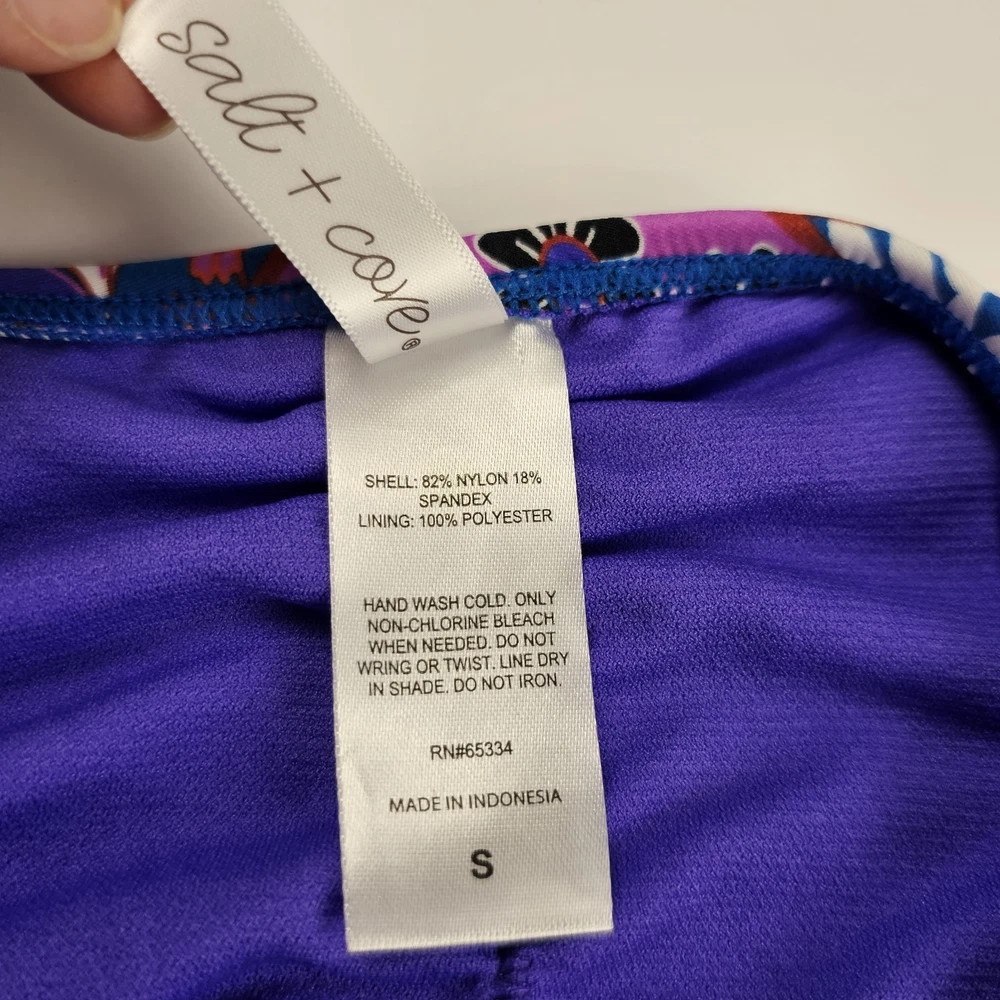 salt + cove®
SHELL: 82% NYLON 18%
SPANDEX
LINING: 100% POLYESTER
HAND WASH COLD. ONLY
NON-CHLORINE BLEACH
WHEN NEEDED. DO NOT
WRING OR TWIST. LINE DRY
IN SHADE. DO NOT IRON.
RN#65334
MADE IN INDONESIA
S